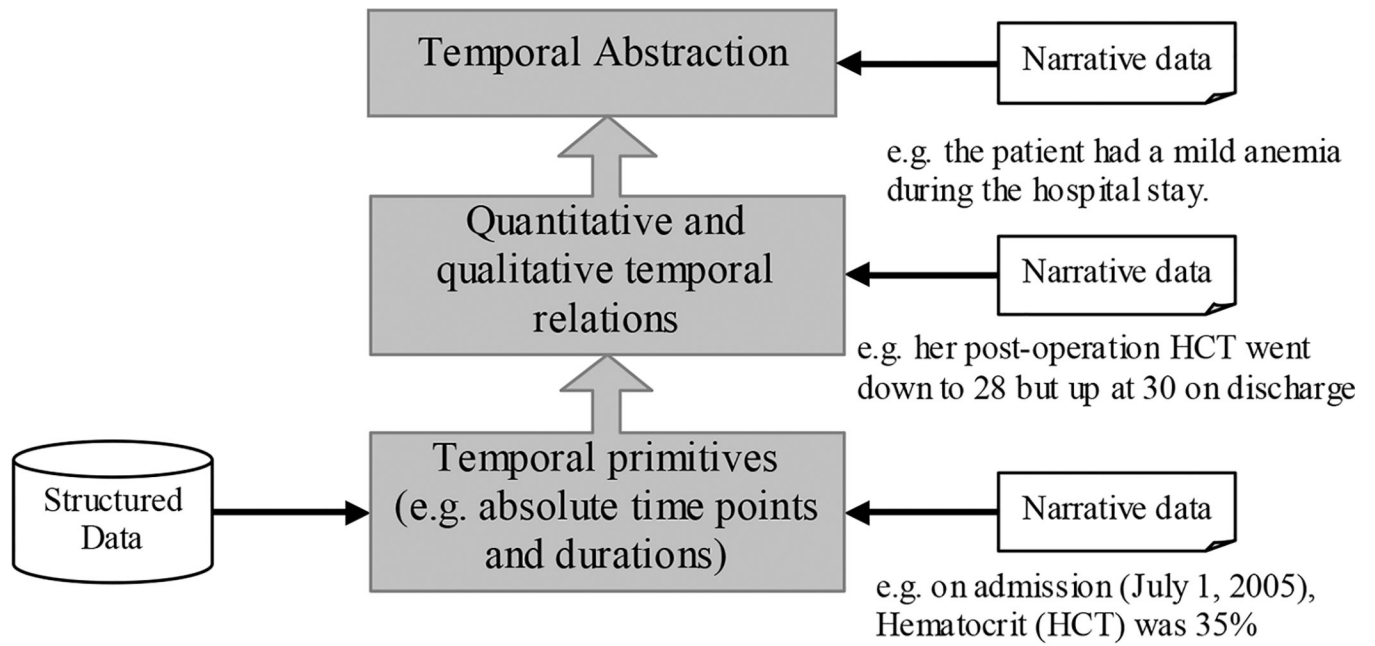 Temporal Abstraction
Narrative data
e.g. the patient had a mild anemia
during the hospital stay.
Quantitative and
qualitative temporal
relations
Narrative data
e.g. her post-operation HCT went
down to 28 but up at 30 on discharge
Structured
Data
Temporal primitives
(e.g. absolute time points
and durations)
Narrative data
e.g. on admission (July 1, 2005),
Hematocrit (HCT) was 35%